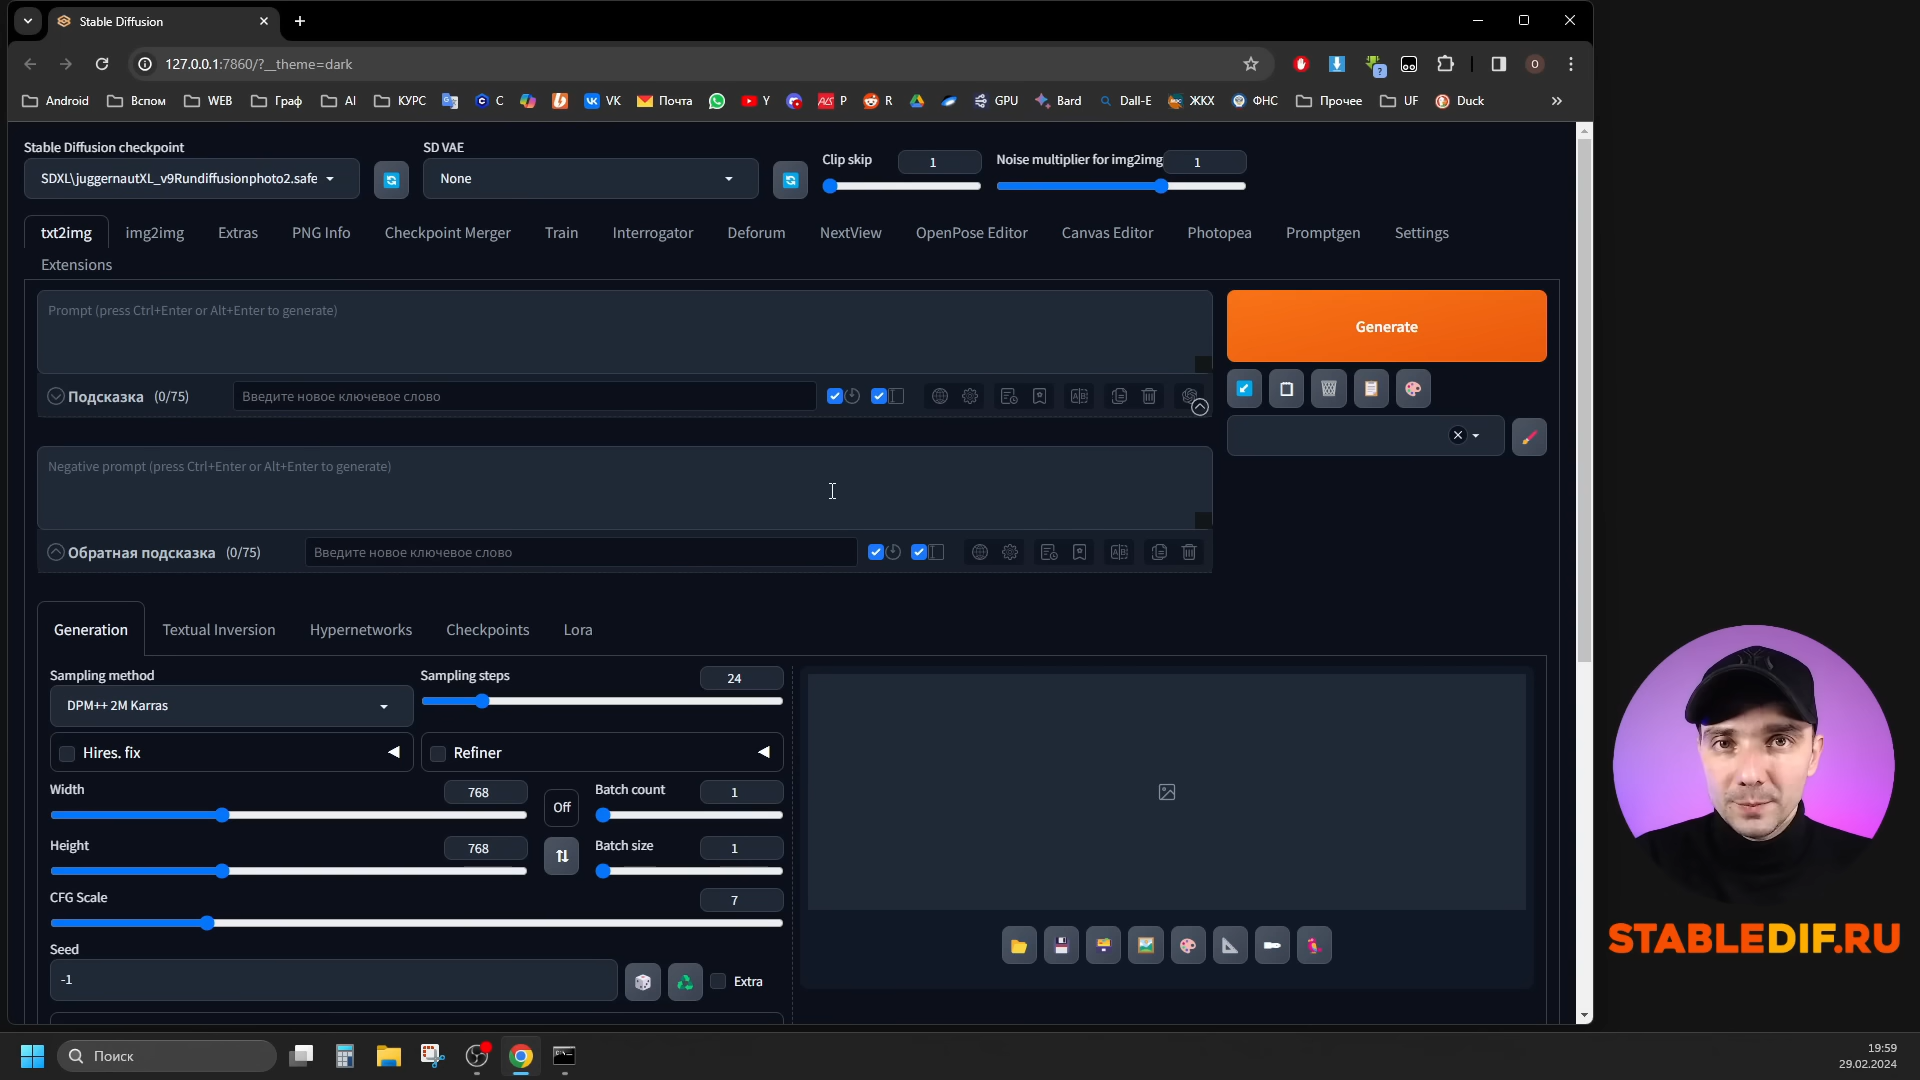 Stable Diffusion
127.0.0.1:7860/?__theme=dark
Android Вспом WEB Граф AI КУРС C VK Почта Y P R GPU Bard Dall-E ЖКХ ФНС Прочее UF Duck
Stable Diffusion checkpoint SD VAE Clip skip 1 Noise multiplier for img2img 1
SDXL\juggernautXL_v9Rundiffusionphoto2.safe None
txt2img img2img Extras PNG Info Checkpoint Merger Train Interrogator Deforum NextView OpenPose Editor Canvas Editor Photopea Promptgen Settings
Extensions
Prompt (press Ctrl+Enter or Alt+Enter to generate)
Generate
Подсказка (0/75) Введите новое ключевое слово
Negative prompt (press Ctrl+Enter or Alt+Enter to generate)
Обратная подсказка (0/75) Введите новое ключевое слово
Generation Textual Inversion Hypernetworks Checkpoints Lora
Sampling method Sampling steps 24
DPM++ 2M Karras
Hires. fix Refiner
Width 768 Off Batch count 1
Height 768 Batch size 1
CFG Scale 7
Seed
-1 Extra
STABLEDIF.RU
Поиск
19:59
29.02.2024